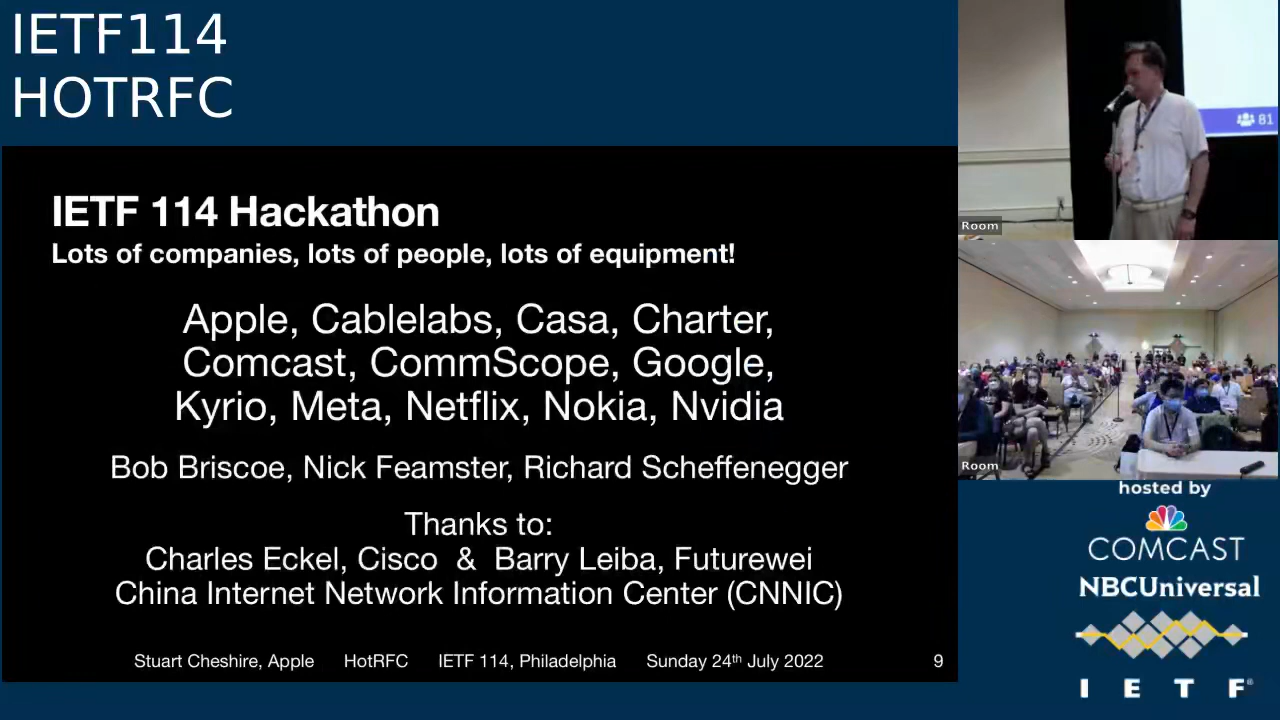 IETF114
HOTRFC
IETF 114 Hackathon
Lots of companies, lots of people, lots of equipment!
Apple, Cablelabs, Casa, Charter,
Comcast, CommScope, Google,
Kyrio, Meta, Netflix, Nokia, Nvidia
Bob Briscoe, Nick Feamster, Richard Scheffenegger
Thanks to:
Charles Eckel, Cisco & Barry Leiba, Futurewei
China Internet Network Information Center (CNNIC)
Stuart Cheshire, Apple HotRFC IETF 114, Philadelphia Sunday 24th July 2022 9
81
Room
Room
hosted by
COMCAST
NBCUniversal
I E T F®